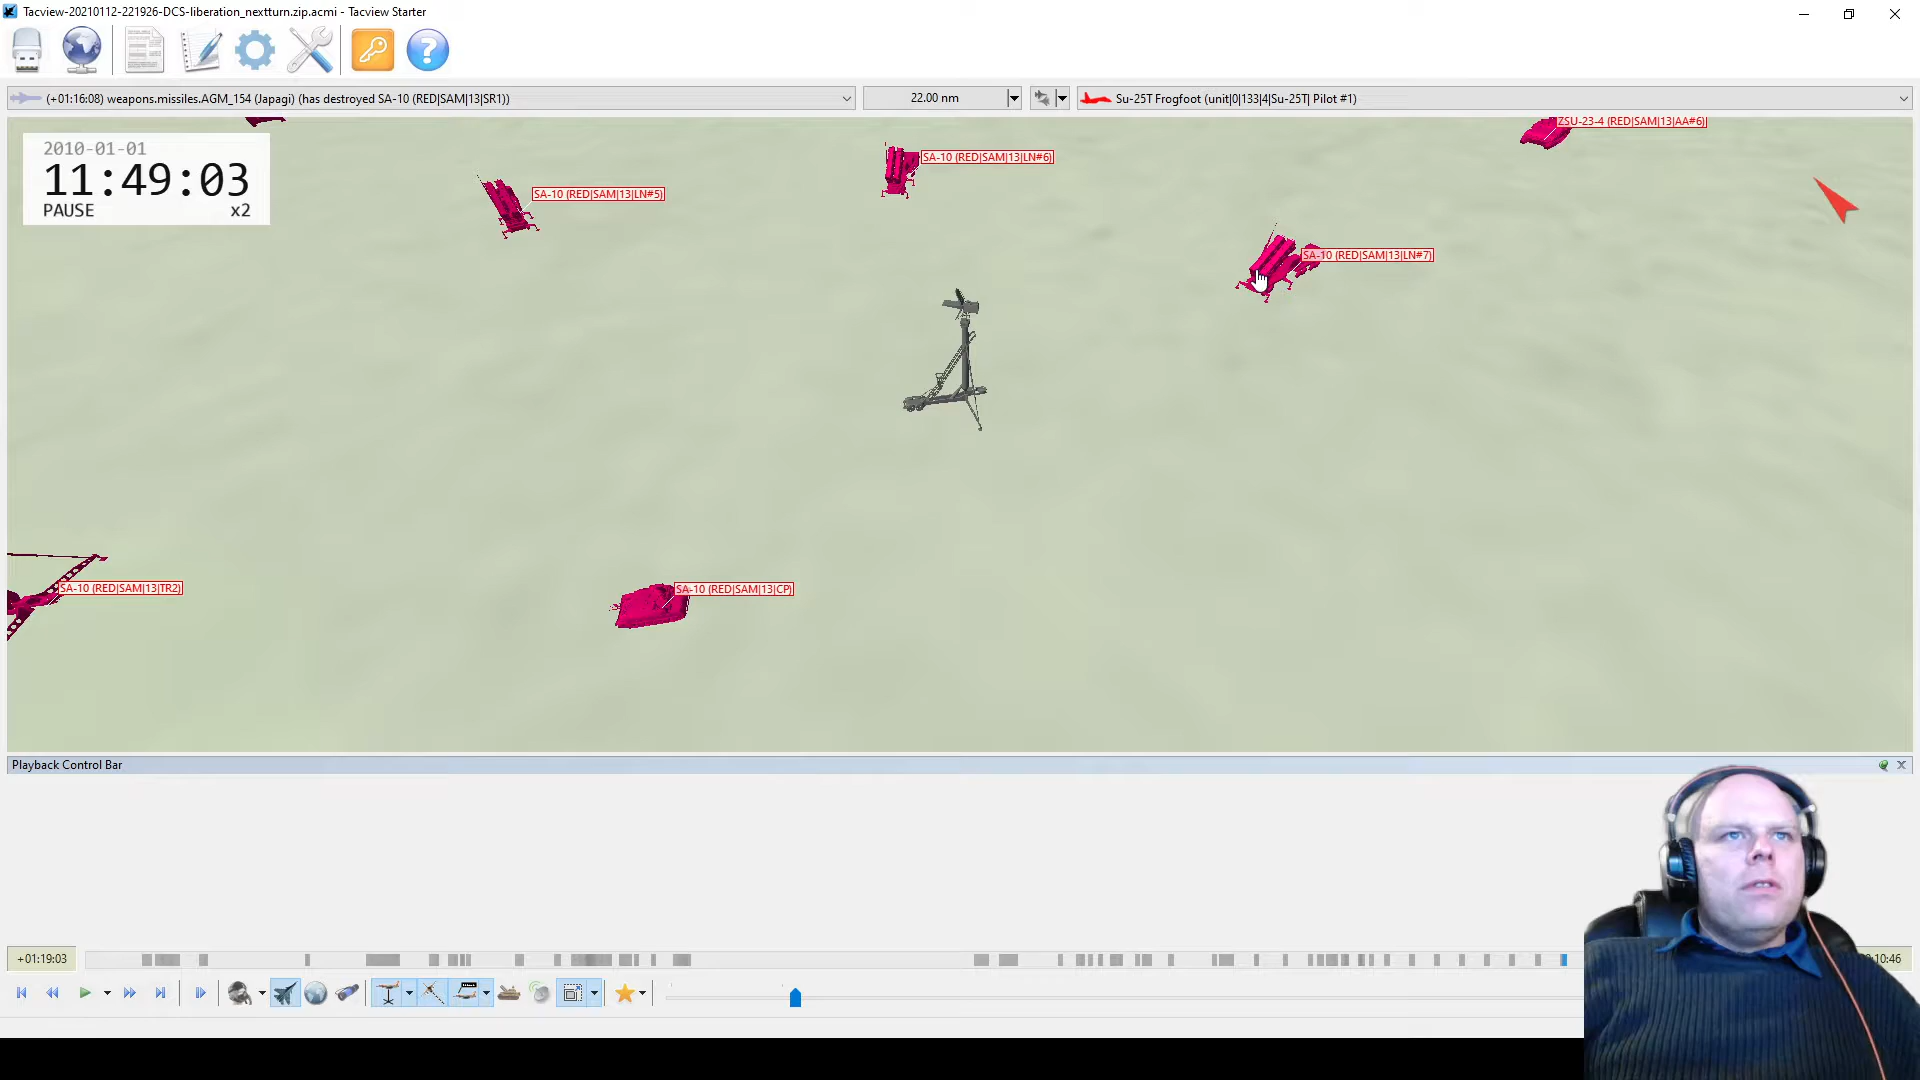 Tacview-20210112-221926-DCS-liberation_nextturn.zip.acmi - Tacview Starter
(+01:16:08) weapons.missiles.AGM_154 (Japagi) (has destroyed SA-10 (RED|SAM|13|SR1))
22.00 nm
Su-25T Frogfoot (unit|0|133|4|Su-25T| Pilot #1)
2010-01-01
11:49:03
PAUSE x2
ZSU-23-4 (RED|SAM|13|AA#6)
SA-10 (RED|SAM|13|LN#6)
SA-10 (RED|SAM|13|LN#5)
SA-10 (RED|SAM|13|LN#7)
SA-10 (RED|SAM|13|TR2)
SA-10 (RED|SAM|13|CP)
Playback Control Bar
+01:19:03
:10:46